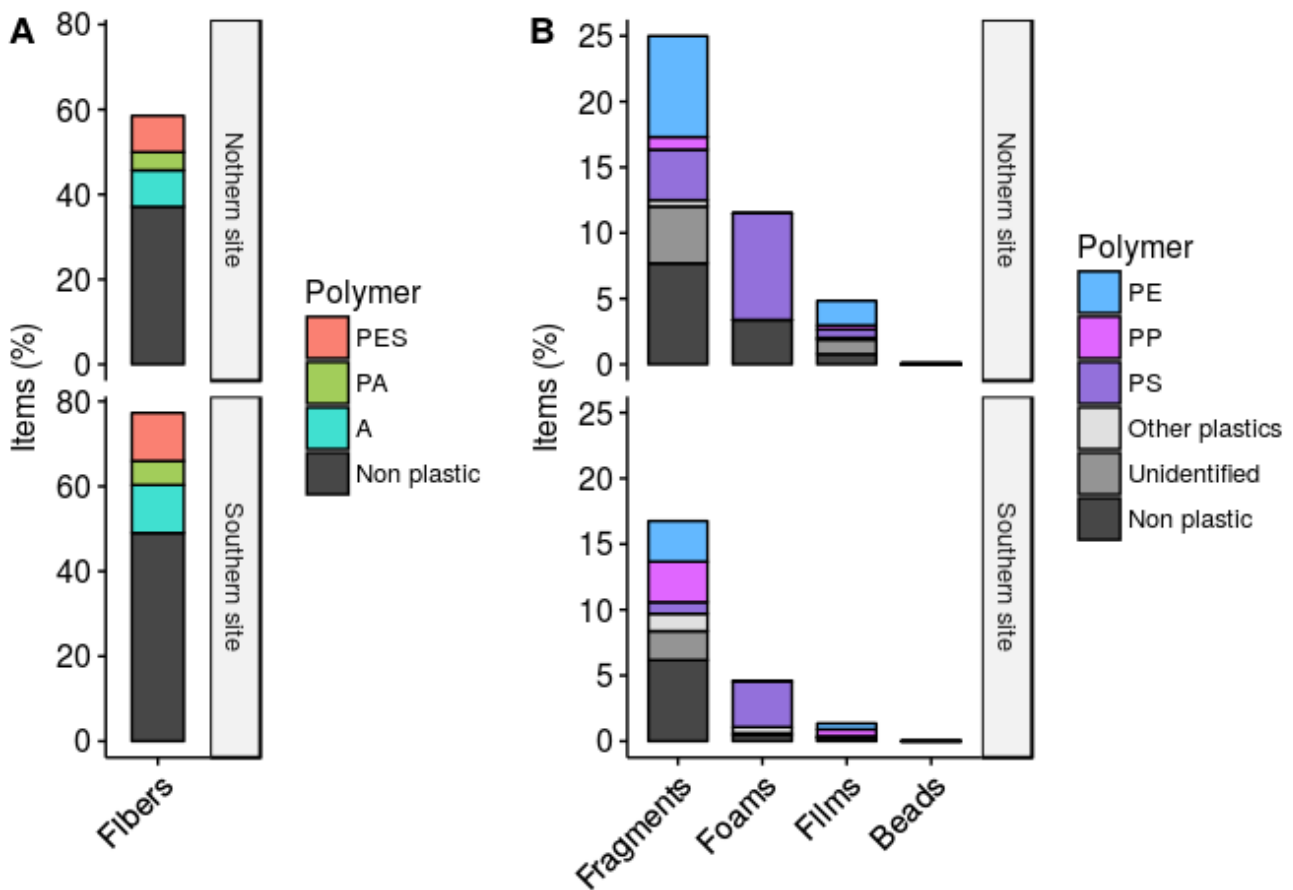 A
80
60
40
20
0
Nothern site
80
60
40
20
0
Southern site
Items (%)
FIbers
Polymer
PES
PA
A
Non plastic
B
25
20
15
10
5
0
Nothern site
25
20
15
10
5
0
Southern site
Items (%)
Fragments
Foams
FIlms
Beads
Polymer
PE
PP
PS
Other plastics
Unidentified
Non plastic